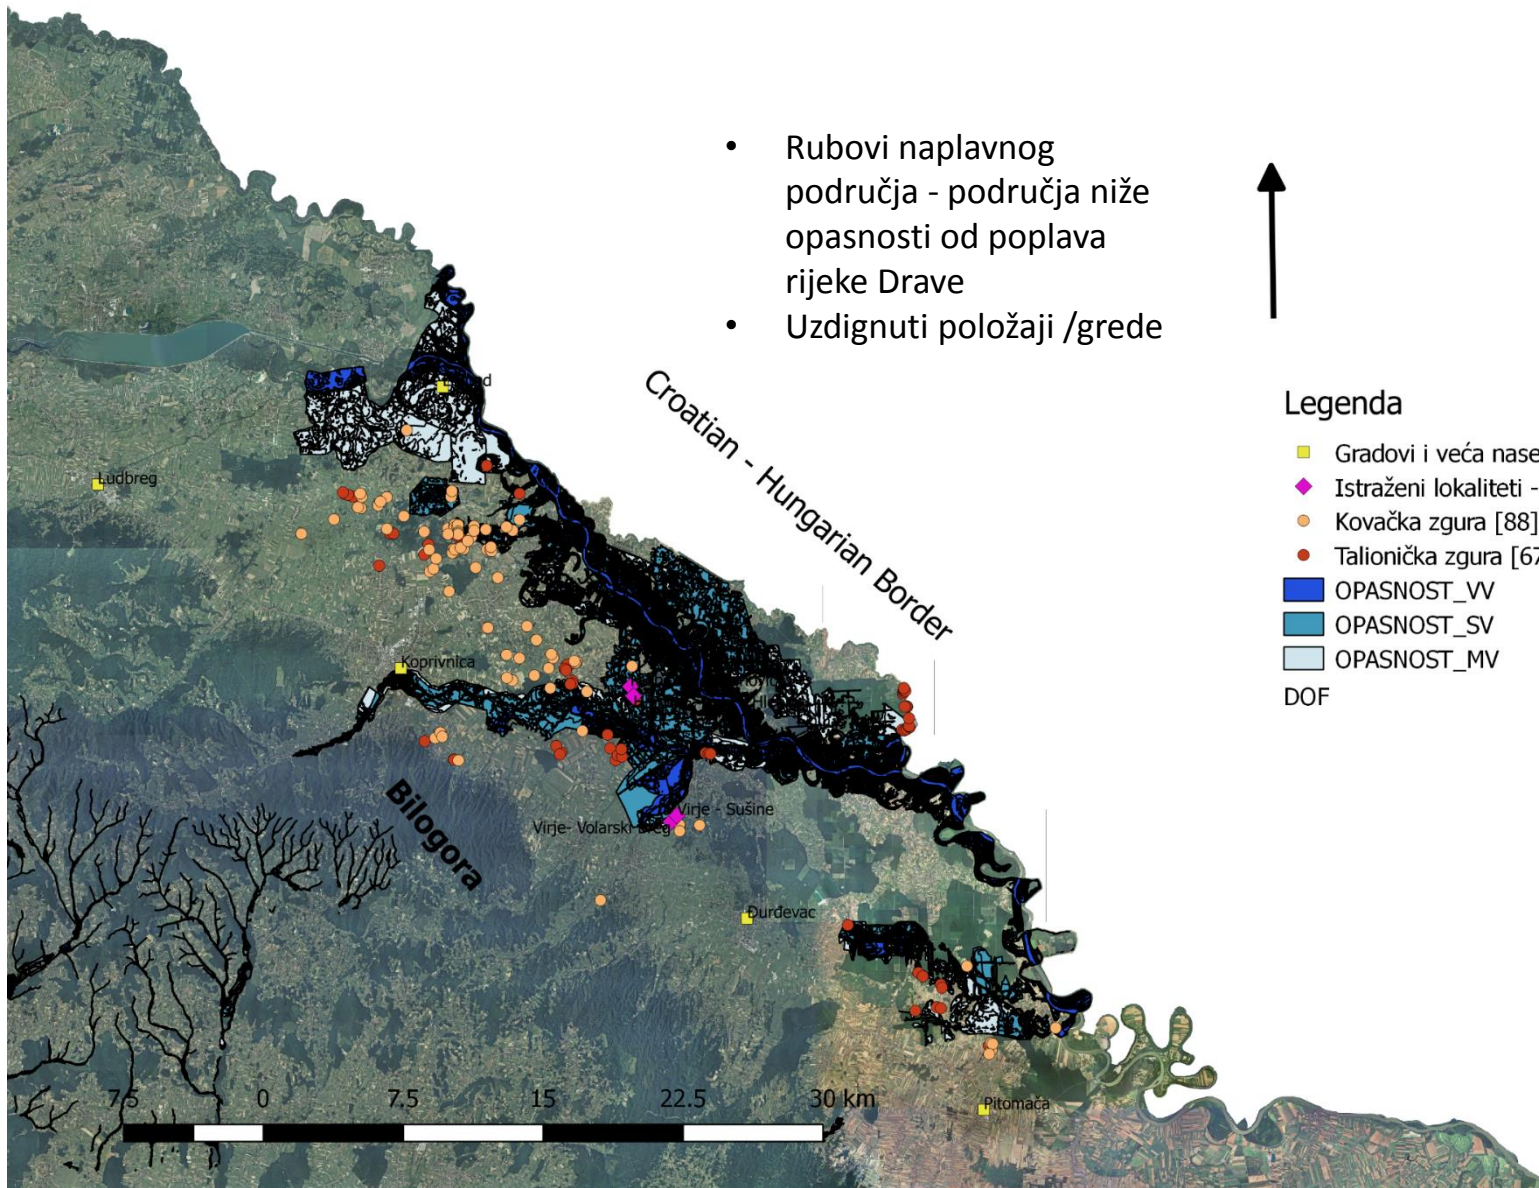 • Rubovi naplavnog
područja - područja niže
opasnosti od poplava
rijeke Drave
• Uzdignuti položaji /grede
Croatian - Hungarian Border
Legenda
Gradovi i veća nase
Istraženi lokaliteti -
Kovačka zgura [88]
Talionička zgura [67
OPASNOST_VV
OPASNOST_SV
OPASNOST_MV
DOF
Ludbreg
Koprivnica
Bilogora
Virje - Sušine
Virje- Volarski Breg
Đurđevac
Pitomača
7.5 0 7.5 15 22.5 30 km